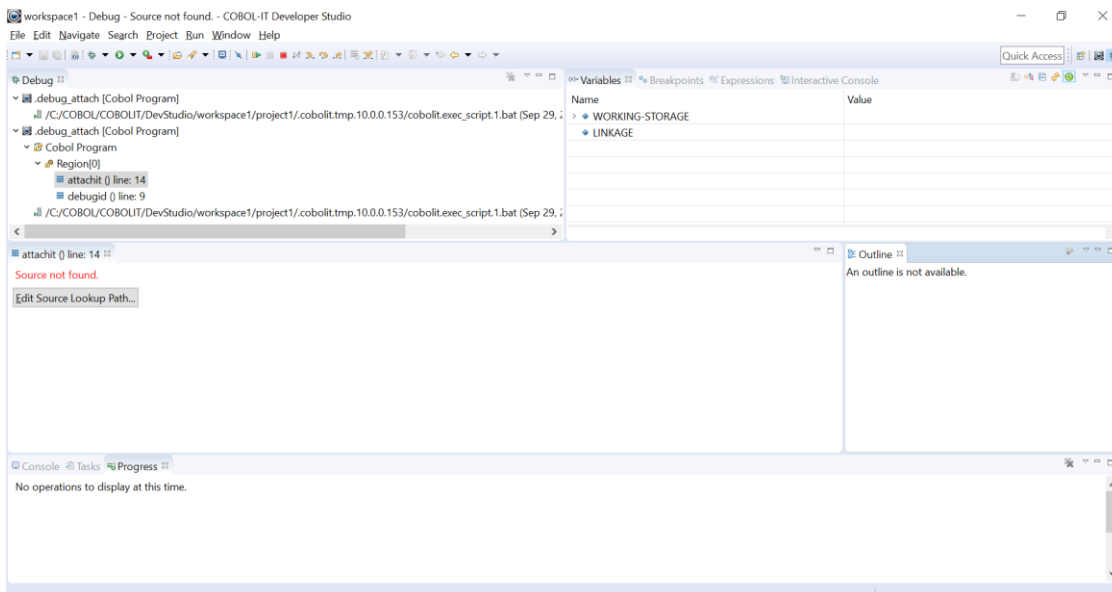 workspace1 - Debug - Source not found. - COBOL-IT Developer Studio
File Edit Navigate Search Project Run Window Help
Quick Access
Debug
.debug_attach [Cobol Program]
/C:/COBOL/COBOLIT/DevStudio/workspace1/project1/.cobolit.tmp.10.0.0.153/cobolit.exec_script.1.bat (Sep 29, 2
.debug_attach [Cobol Program]
Cobol Program
Region[0]
attachit () line: 14
debugid () line: 9
/C:/COBOL/COBOLIT/DevStudio/workspace1/project1/.cobolit.tmp.10.0.0.153/cobolit.exec_script.1.bat (Sep 29, 2
Variables Breakpoints Expressions Interactive Console
Name Value
WORKING-STORAGE
LINKAGE
attachit () line: 14
Source not found.
Edit Source Lookup Path...
Outline
An outline is not available.
Console Tasks Progress
No operations to display at this time.